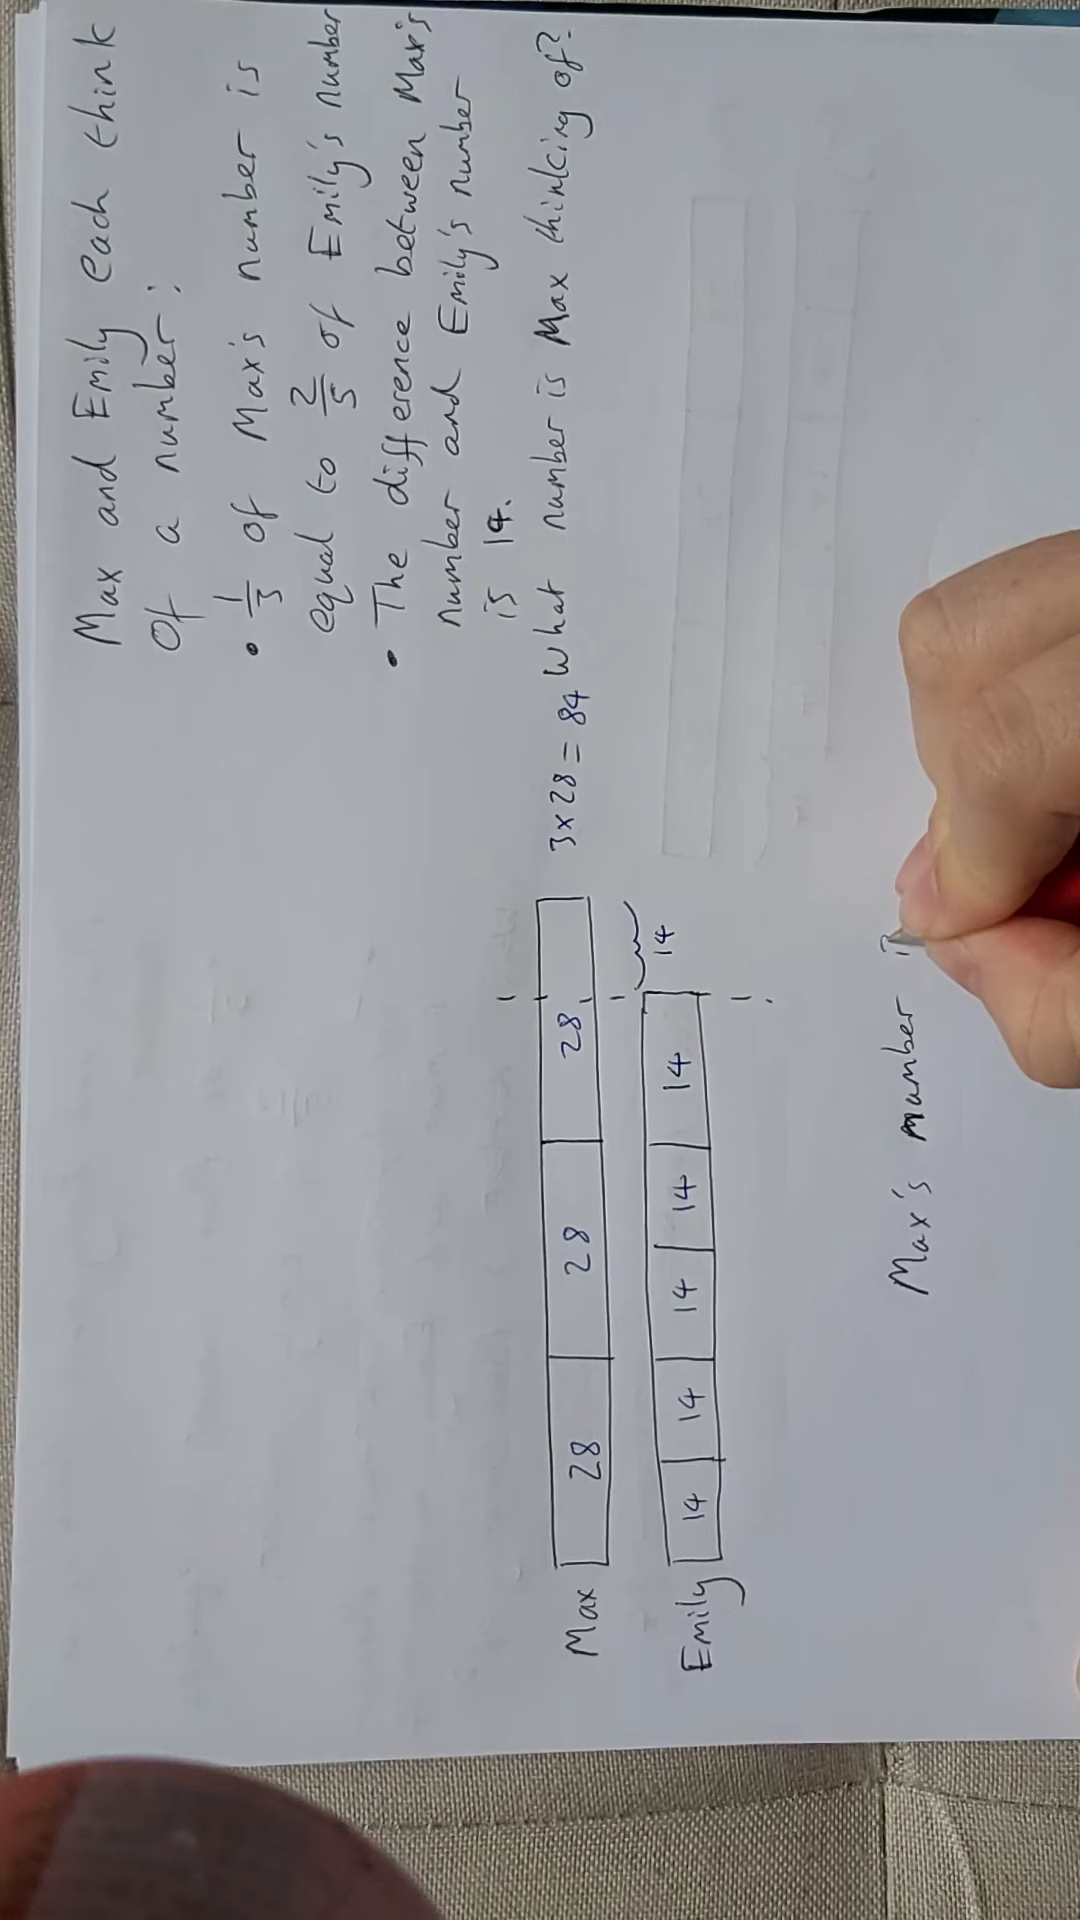 Max and Emily each think
of a number:
• 1/3 of Max's number is
equal to 2/5 of Emily's number
• The difference between Max's
number and Emily's number
is 14.
What number is Max thinking of?
3 x 28 = 84
Max 28 28 28
14
Emily 14 14 14 14 14
Max's number